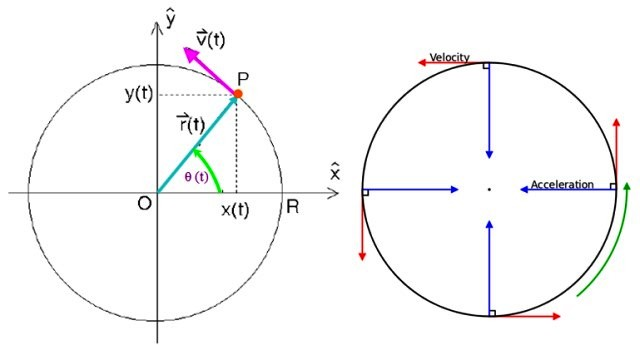 ŷ
v⃗(t)
P
y(t)
r⃗(t)
θ(t)
x̂
O
x(t)
R
Velocity
Acceleration